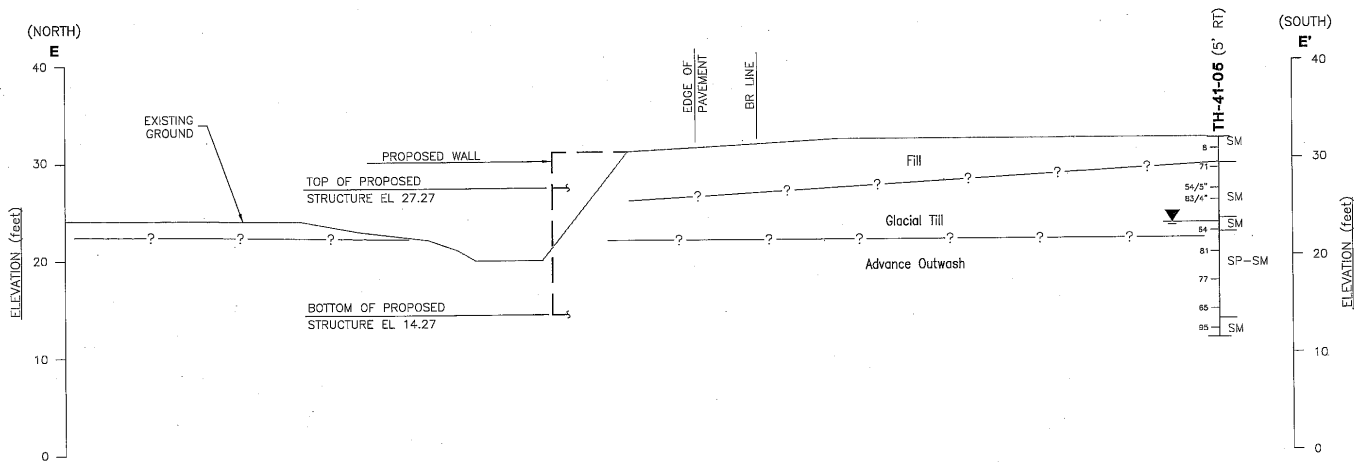 (NORTH)
E
(SOUTH)
E'
TH-41-05 (5' RT)
EDGE OF
PAVEMENT
BR LINE
40
30
20
10
0
ELEVATION (feet)
EXISTING
GROUND
PROPOSED WALL
TOP OF PROPOSED
STRUCTURE EL 27.27
BOTTOM OF PROPOSED
STRUCTURE EL 14.27
? ? ?
Fill
? ? ? ? ? ?
Glacial Till
? ? ? ? ? ?
Advance Outwash
8
71
54/5"
83/4"
64
81
77
65
95
SM
SM
SM
SP-SM
SM
40
30
20
10
0
ELEVATION (feet)